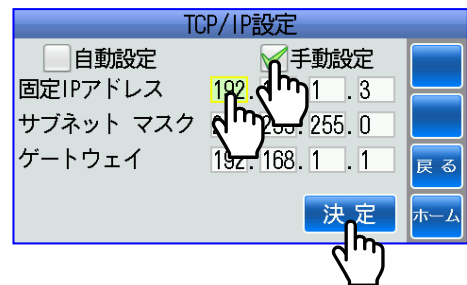 TCP/IP設定
自動設定 手動設定
固定IPアドレス 192. 1 . 3
サブネット マスク 255. 0
ゲートウェイ 192. 168. 1 . 1
戻る
決定 ホーム